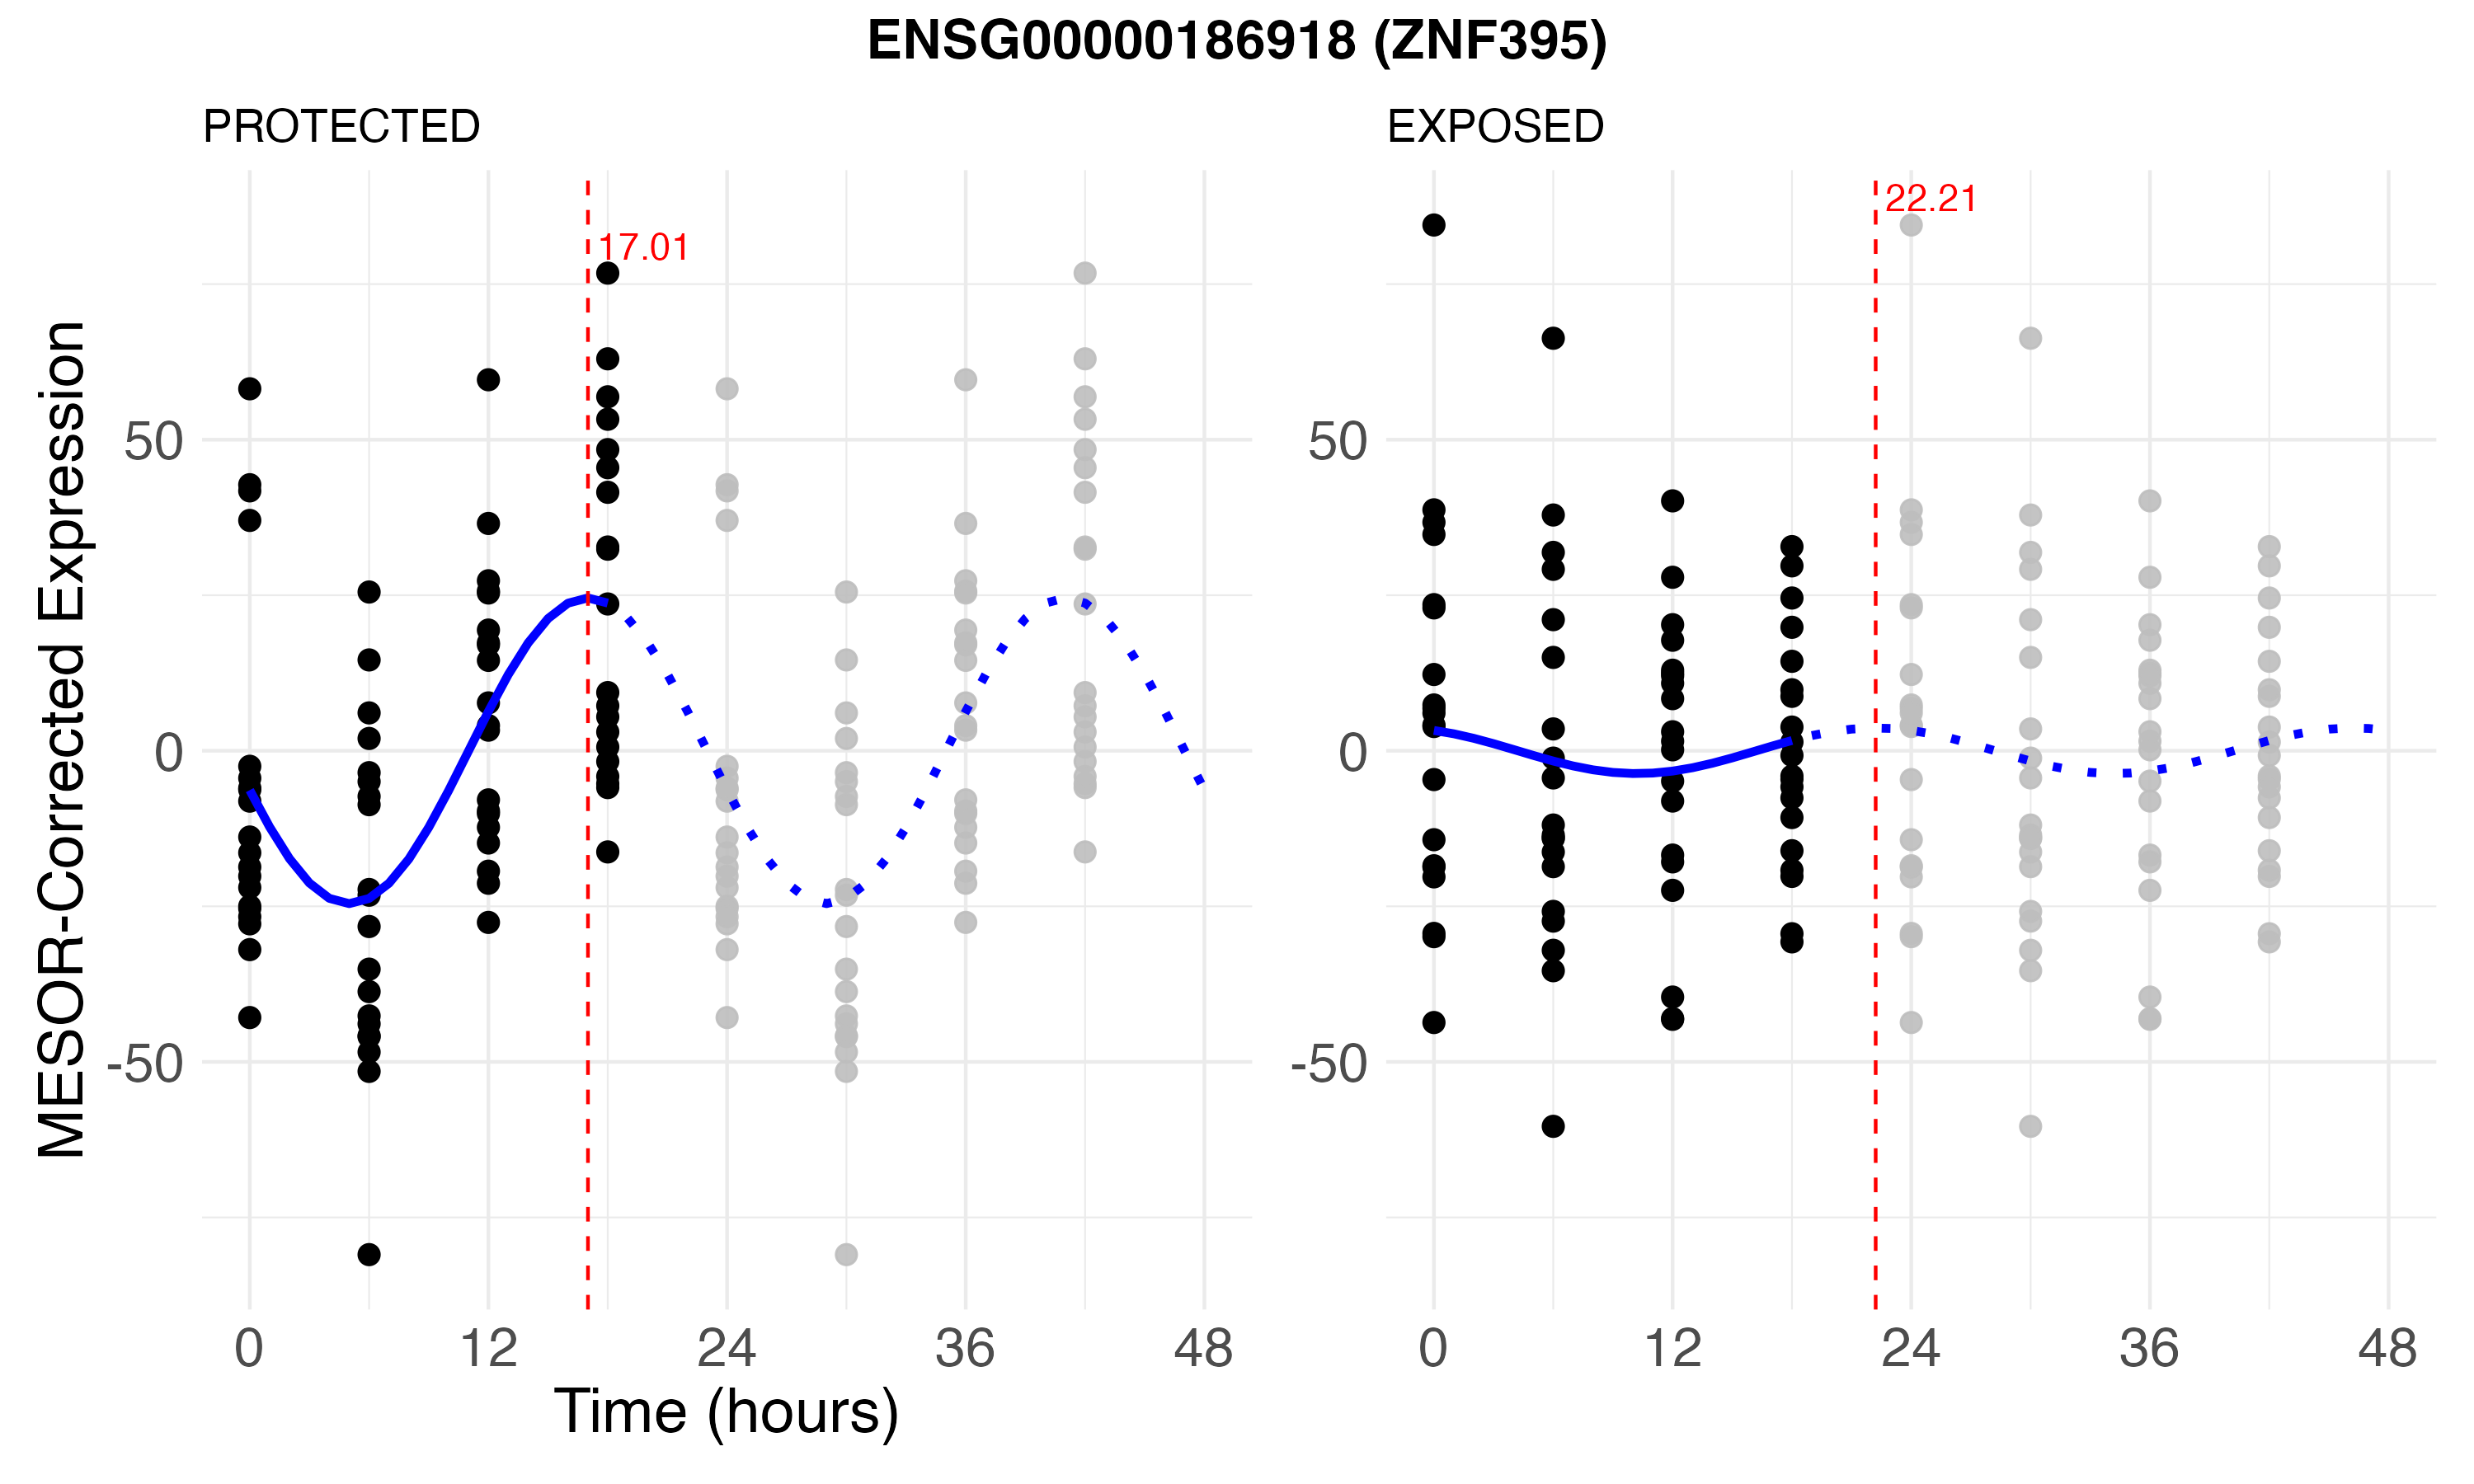 ENSG00000186918 (ZNF395)
PROTECTED
EXPOSED
MESOR-Corrected Expression
17.01
22.21
50
0
-50
50
0
-50
0 12 24 36 48
0 12 24 36 48
Time (hours)